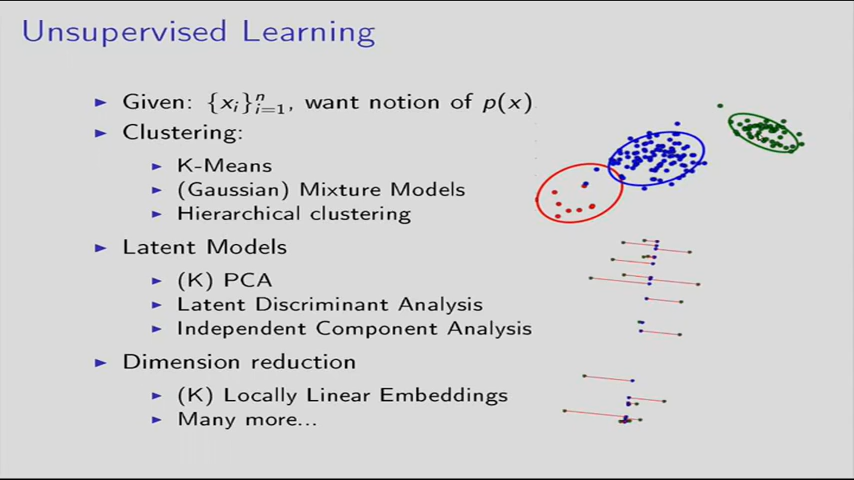 Unsupervised Learning
► Given: {xᵢ}ⁿᵢ₌₁, want notion of p(x)
► Clustering:
► K-Means
► (Gaussian) Mixture Models
► Hierarchical clustering
► Latent Models
► (K) PCA
► Latent Discriminant Analysis
► Independent Component Analysis
► Dimension reduction
► (K) Locally Linear Embeddings
► Many more...